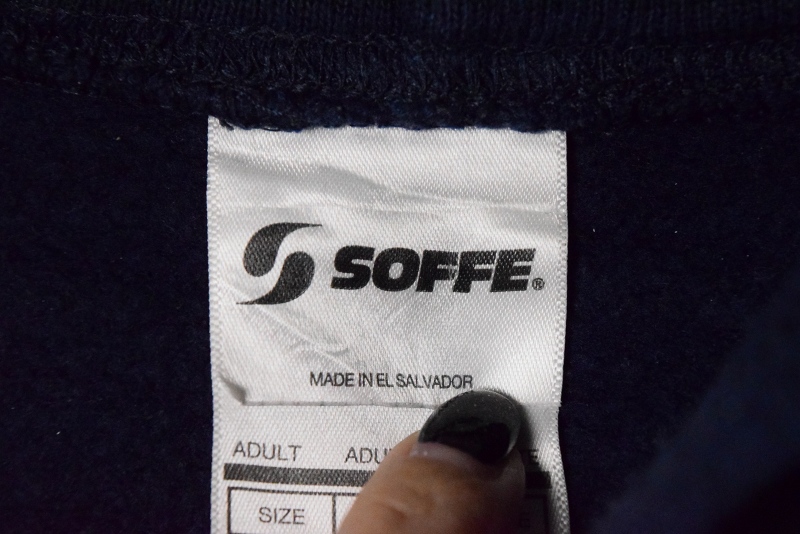 SOFFE®
MADE IN EL SALVADOR
ADULT
SIZE